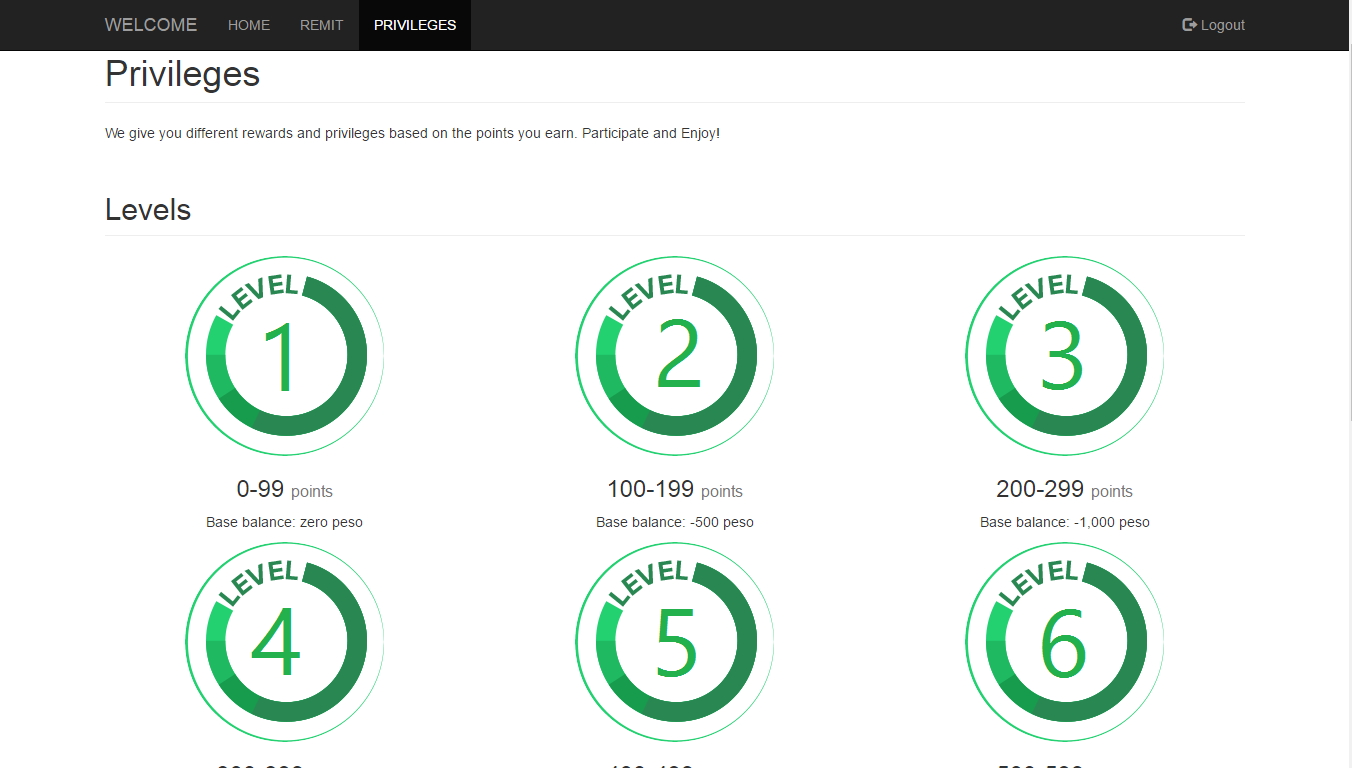 WELCOME HOME REMIT PRIVILEGES Logout
Privileges
We give you different rewards and privileges based on the points you earn. Participate and Enjoy!
Levels
LEVEL 1 LEVEL 2 LEVEL 3
0-99 points 100-199 points 200-299 points
Base balance: zero peso Base balance: -500 peso Base balance: -1,000 peso
LEVEL 4 LEVEL 5 LEVEL 6